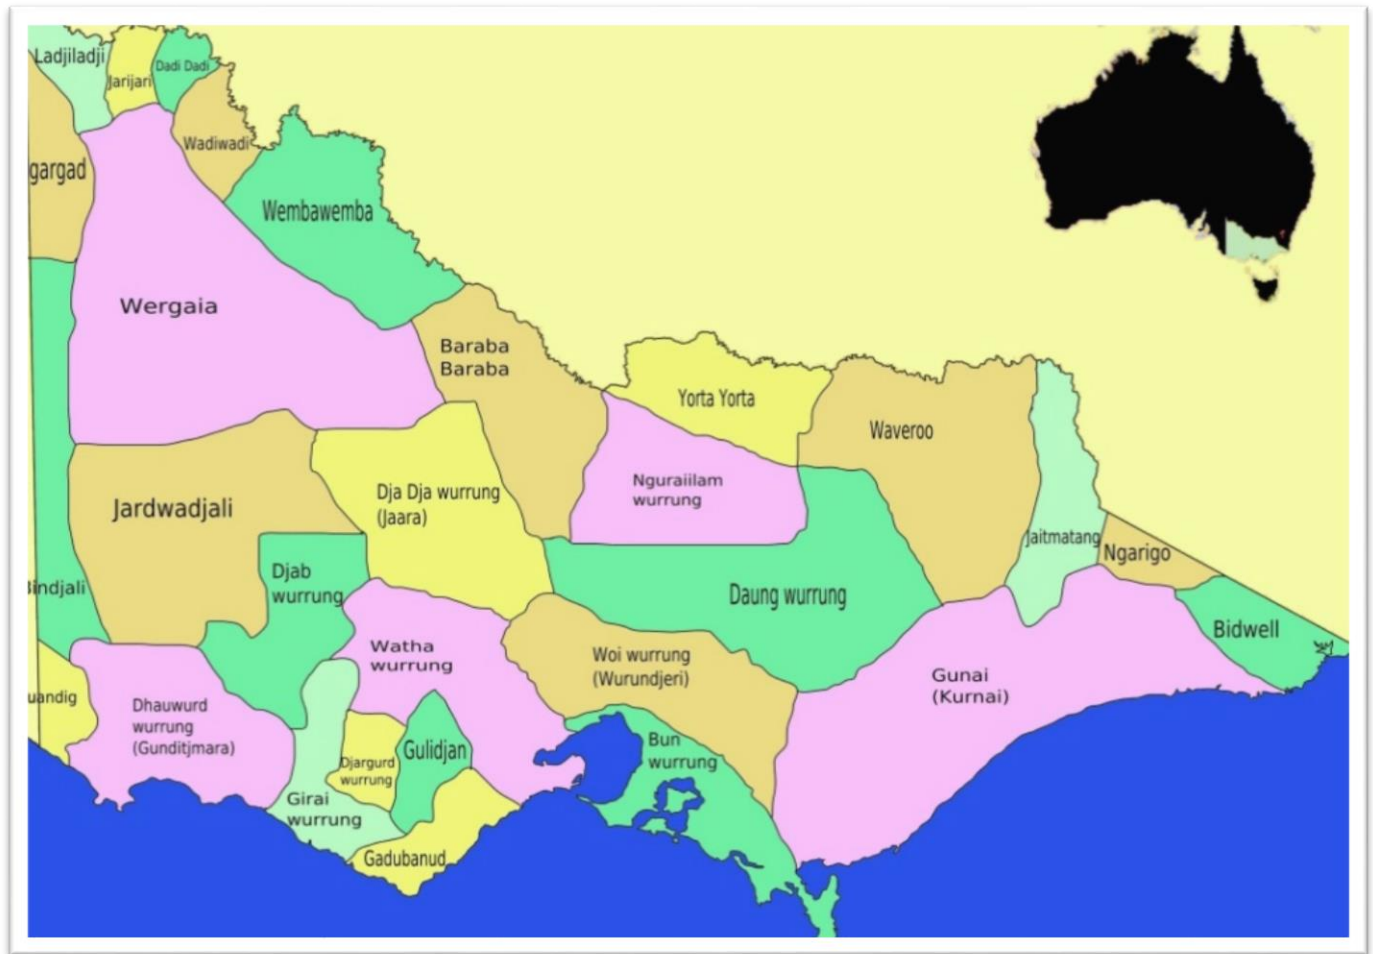 Ladjiladji
Jarijari
Dadi Dadi
Wadiwadi
gargad
Wembawemba
Wergaia
Baraba
Baraba
Yorta Yorta
Waveroo
Nguraiilam
wurrung
Dja Dja wurrung
(Jaara)
Jardwadjali
Jaitmatang
Ngarigo
Djab
wurrung
Bindjali
Daung wurrung
Bidwell
Watha
wurrung
Woi wurrung
(Wurundjeri)
Gunai
(Kurnai)
uandig
Dhauwurd
wurrung
(Gunditjmara)
Gulidjan
Bun
wurrung
Djargurd
wurrung
Girai
wurrung
Gadubanud